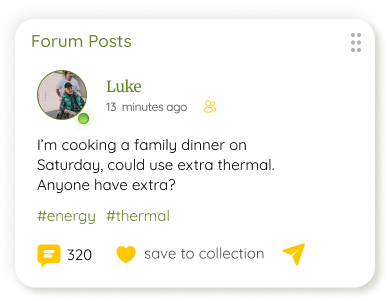 Forum Posts
Luke
13 minutes ago
I'm cooking a family dinner on
Saturday, could use extra thermal.
Anyone have extra?
#energy #thermal
320 save to collection